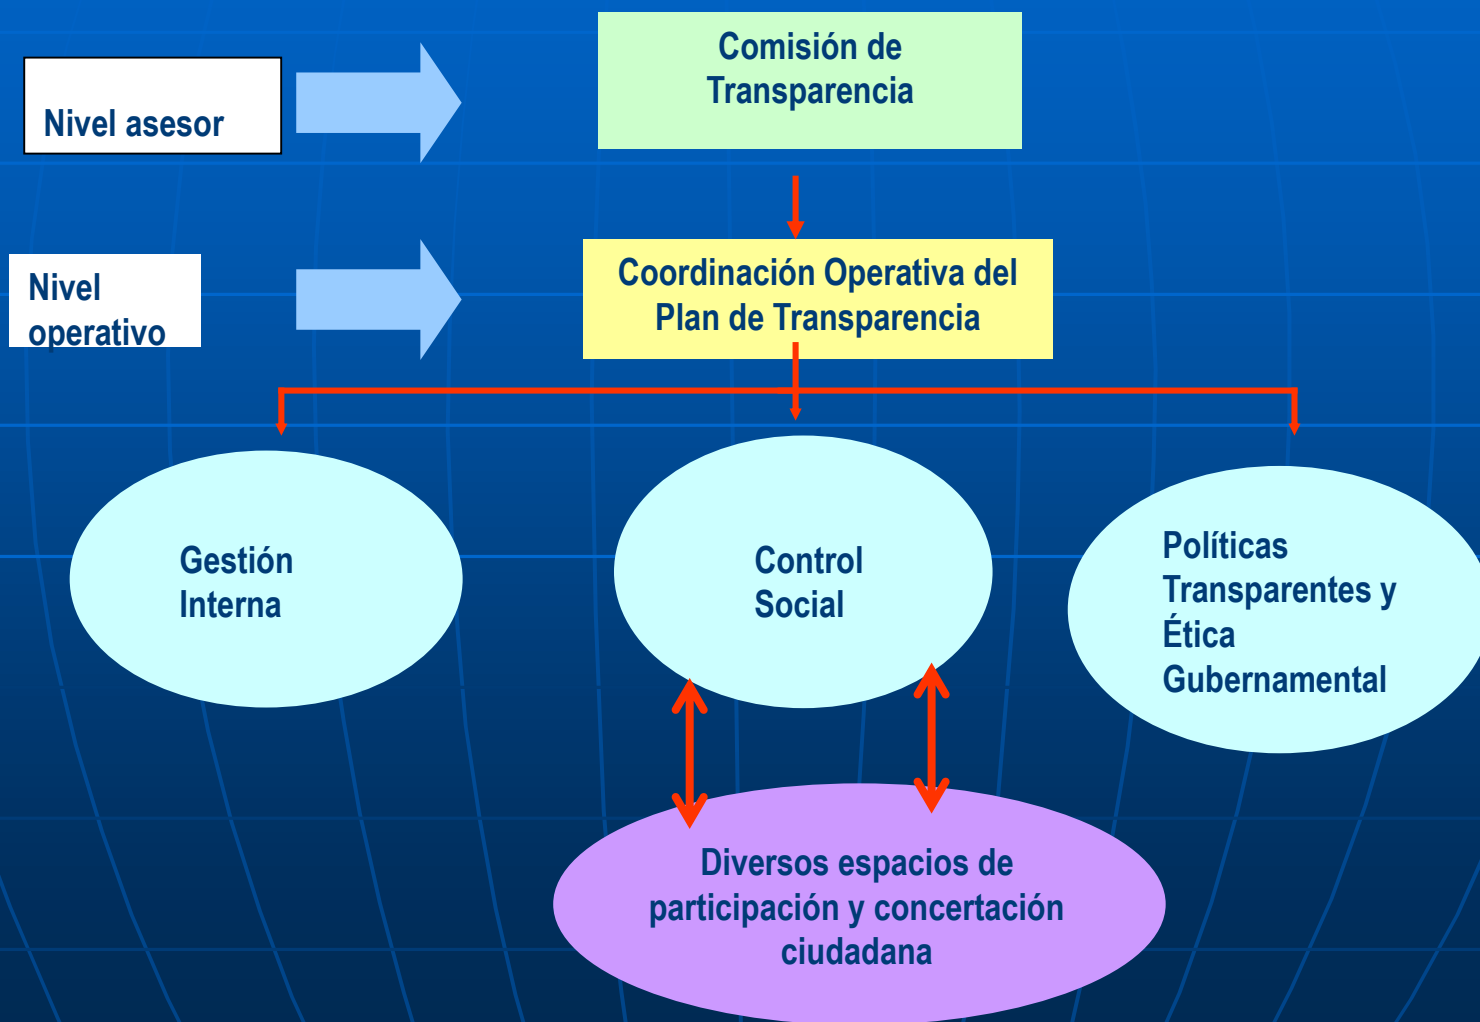 Comisión de
Transparencia
Nivel asesor
Coordinación Operativa del
Plan de Transparencia
Nivel
operativo
Gestión
Interna
Control
Social
Políticas
Transparentes y
Ética
Gubernamental
Diversos espacios de
participación y concertación
ciudadana